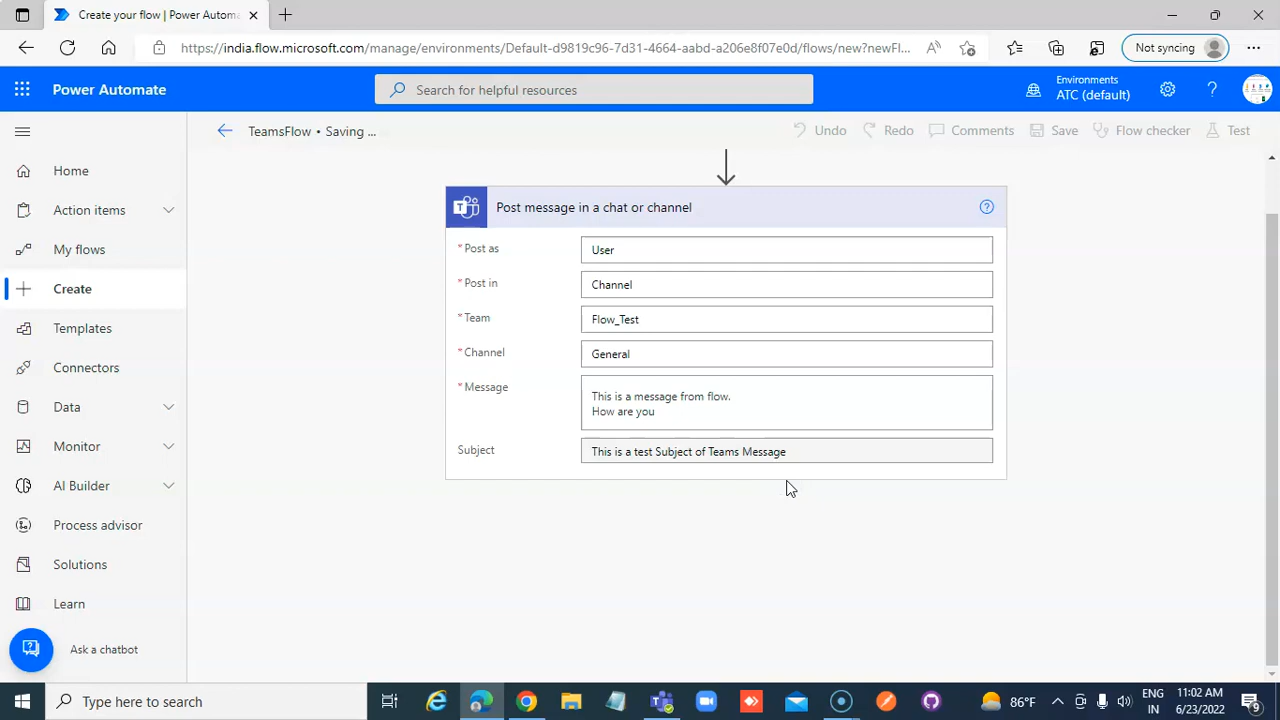 Create your flow | Power Automa
https://india.flow.microsoft.com/manage/environments/Default-d9819c96-7d31-4664-aabd-a206e8f07e0d/flows/new?newFl...
Not syncing
Power Automate
Search for helpful resources
Environments
ATC (default)
TeamsFlow • Saving ...
Undo
Redo
Comments
Save
Flow checker
Test
Home
Action items
My flows
Create
Templates
Connectors
Data
Monitor
AI Builder
Process advisor
Solutions
Learn
Ask a chatbot
Post message in a chat or channel
* Post as
User
* Post in
Channel
* Team
Flow_Test
* Channel
General
* Message
This is a message from flow.
How are you
Subject
This is a test Subject of Teams Message
Type here to search
86°F
ENG
IN
11:02 AM
6/23/2022
9